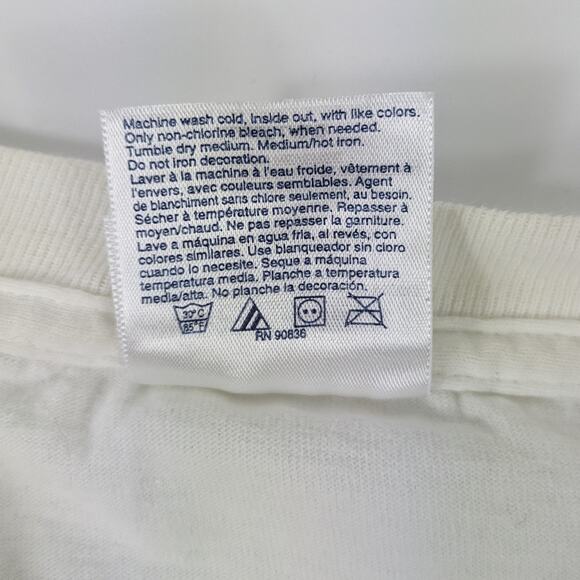 Machine wash cold, inside out, with like colors.
Only non-chlorine bleach, when needed.
Tumble dry medium. Medium/hot iron.
Do not iron decoration.
Laver à la machine à l'eau froide, vêtement à
l'envers, avec couleurs semblables. Agent
de blanchiment sans chlore seulement, au besoin.
Sécher à température moyenne. Repasser à
moyen/chaud. Ne pas repasser la garniture.
Lave a máquina en agua fria, al revés, con
colores similares. Use blanqueador sin cloro
cuando lo necesite. Seque a máquina
temperatura media. Planche a temperatura
media/alta. No planche la decoración.
30°C
85°F
RN 90836